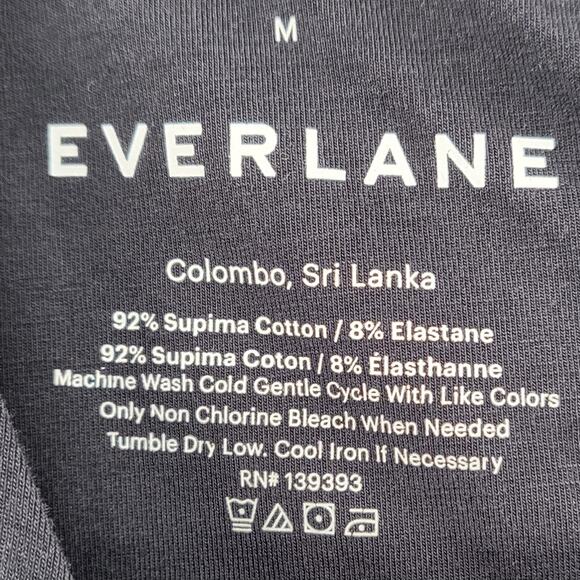 M
EVERLANE
Colombo, Sri Lanka
92% Supima Cotton / 8% Elastane
92% Supima Coton / 8% Élasthanne
Machine Wash Cold Gentle Cycle With Like Colors
Only Non Chlorine Bleach When Needed
Tumble Dry Low. Cool Iron If Necessary
RN# 139393